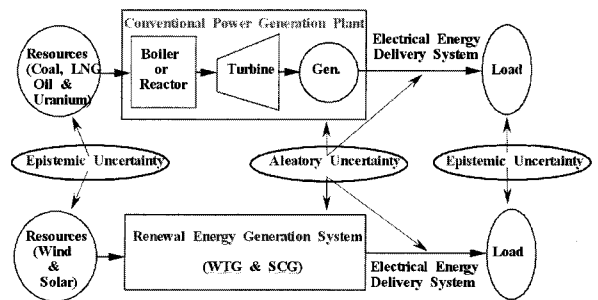 Conventional Power Generation Plant
Resources
(Coal, LNG
Oil &
Uranium)
Boiler
or
Reactor
Turbine
Gen.
Electrical Energy
Delivery System
Load
Epistemic Uncertainty
Aleatory Uncertainty
Epistemic Uncertainty
Resources
(Wind
&
Solar)
Renewal Energy Generation System
(WTG & SCG)
Electrical Energy
Delivery System
Load